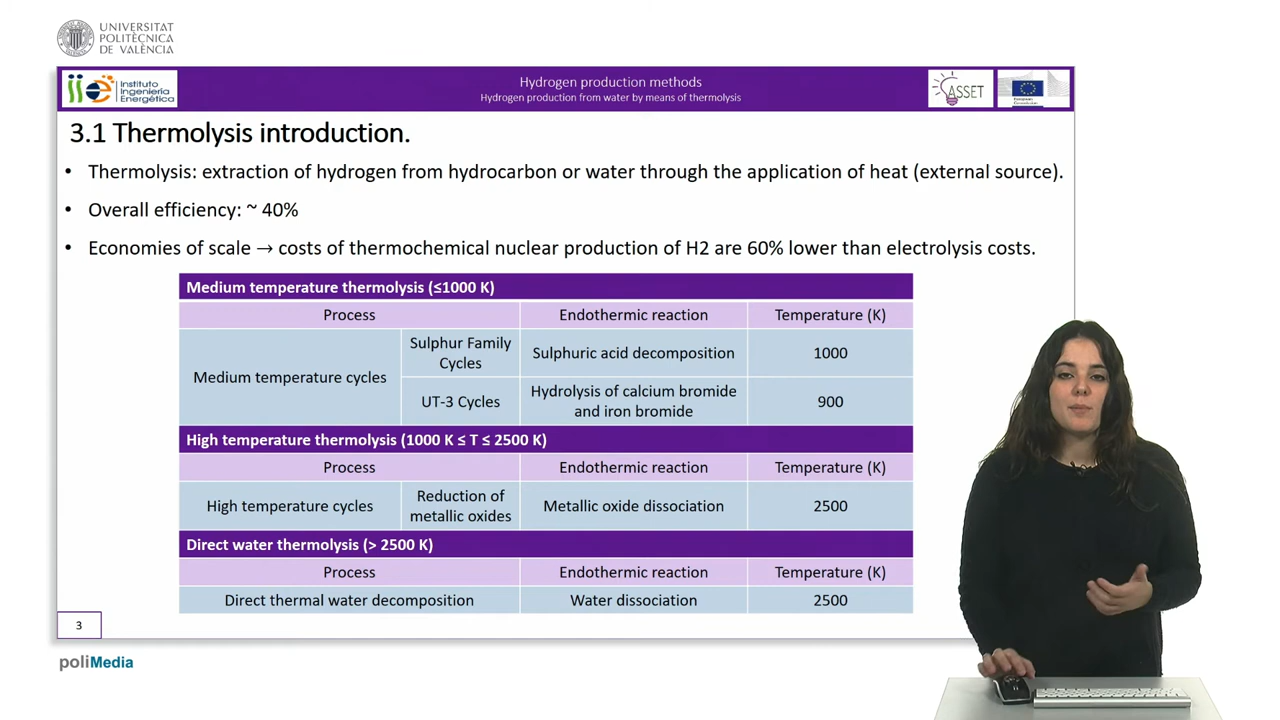 UNIVERSITAT
POLITÈCNICA
DE VALÈNCIA
Instituto
Ingeniería
Energética
Hydrogen production methods
Hydrogen production from water by means of thermolysis
ASSET
3.1 Thermolysis introduction.
• Thermolysis: extraction of hydrogen from hydrocarbon or water through the application of heat (external source).
• Overall efficiency: ~ 40%
• Economies of scale → costs of thermochemical nuclear production of H2 are 60% lower than electrolysis costs.
Medium temperature thermolysis (≤1000 K)
Process Endothermic reaction Temperature (K)
Medium temperature cycles
Sulphur Family
Cycles
Sulphuric acid decomposition 1000
UT-3 Cycles
Hydrolysis of calcium bromide
and iron bromide
900
High temperature thermolysis (1000 K ≤ T ≤ 2500 K)
Process Endothermic reaction Temperature (K)
High temperature cycles
Reduction of
metallic oxides
Metallic oxide dissociation 2500
Direct water thermolysis (> 2500 K)
Process Endothermic reaction Temperature (K)
Direct thermal water decomposition Water dissociation 2500
3
poliMedia